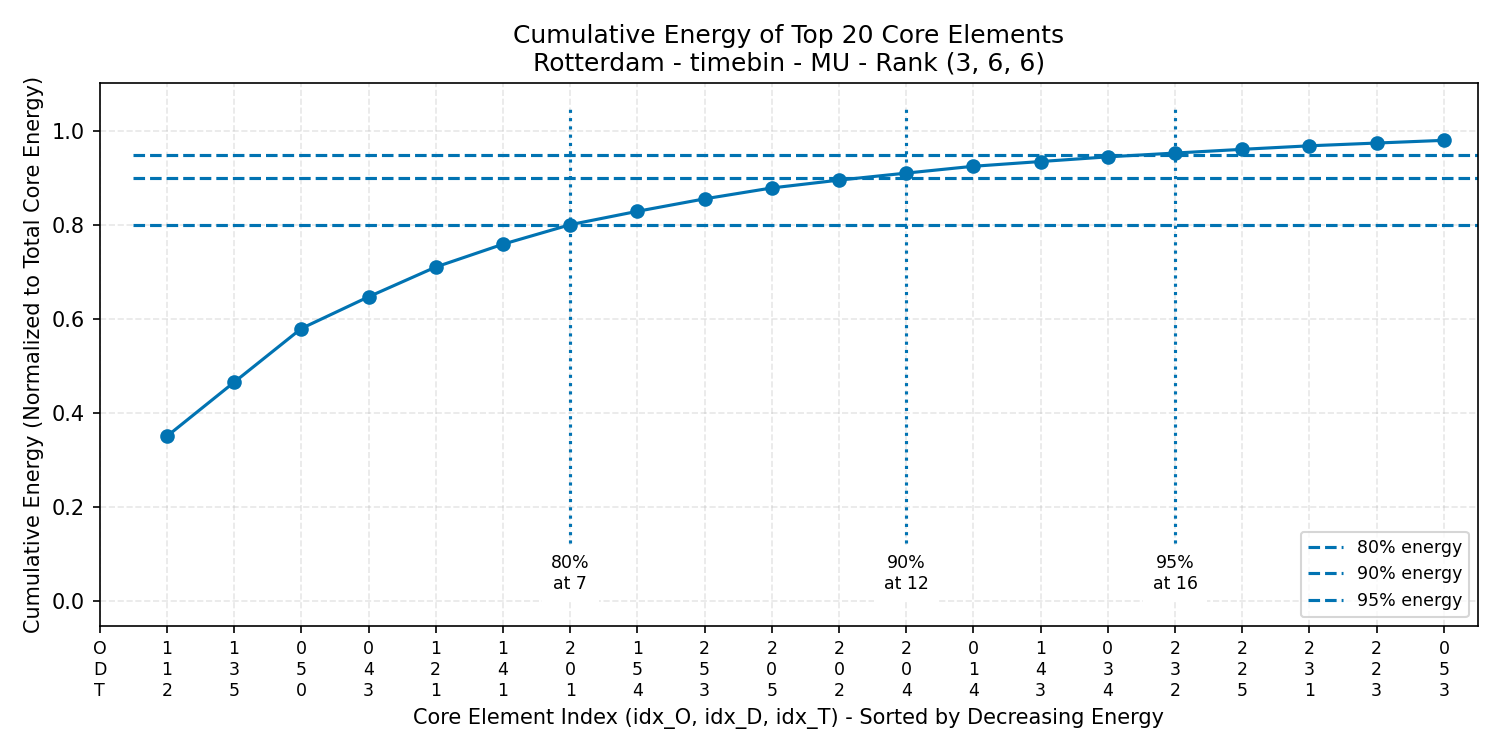 Cumulative Energy of Top 20 Core Elements
Rotterdam - timebin - MU - Rank (3, 6, 6)
Cumulative Energy (Normalized to Total Core Energy)
1.0
0.8
0.6
0.4
0.2
0.0
80%
at 7
90%
at 12
95%
at 16
80% energy
90% energy
95% energy
O 1 1 0 0 1 1 2 1 2 2 2 2 0 1 0 2 2 2 2 0
D 1 3 5 4 2 4 0 5 5 0 0 0 1 4 3 3 2 3 2 5
T 2 5 0 3 1 1 1 4 3 5 2 4 4 3 4 2 5 1 3 3
Core Element Index (idx_O, idx_D, idx_T) - Sorted by Decreasing Energy